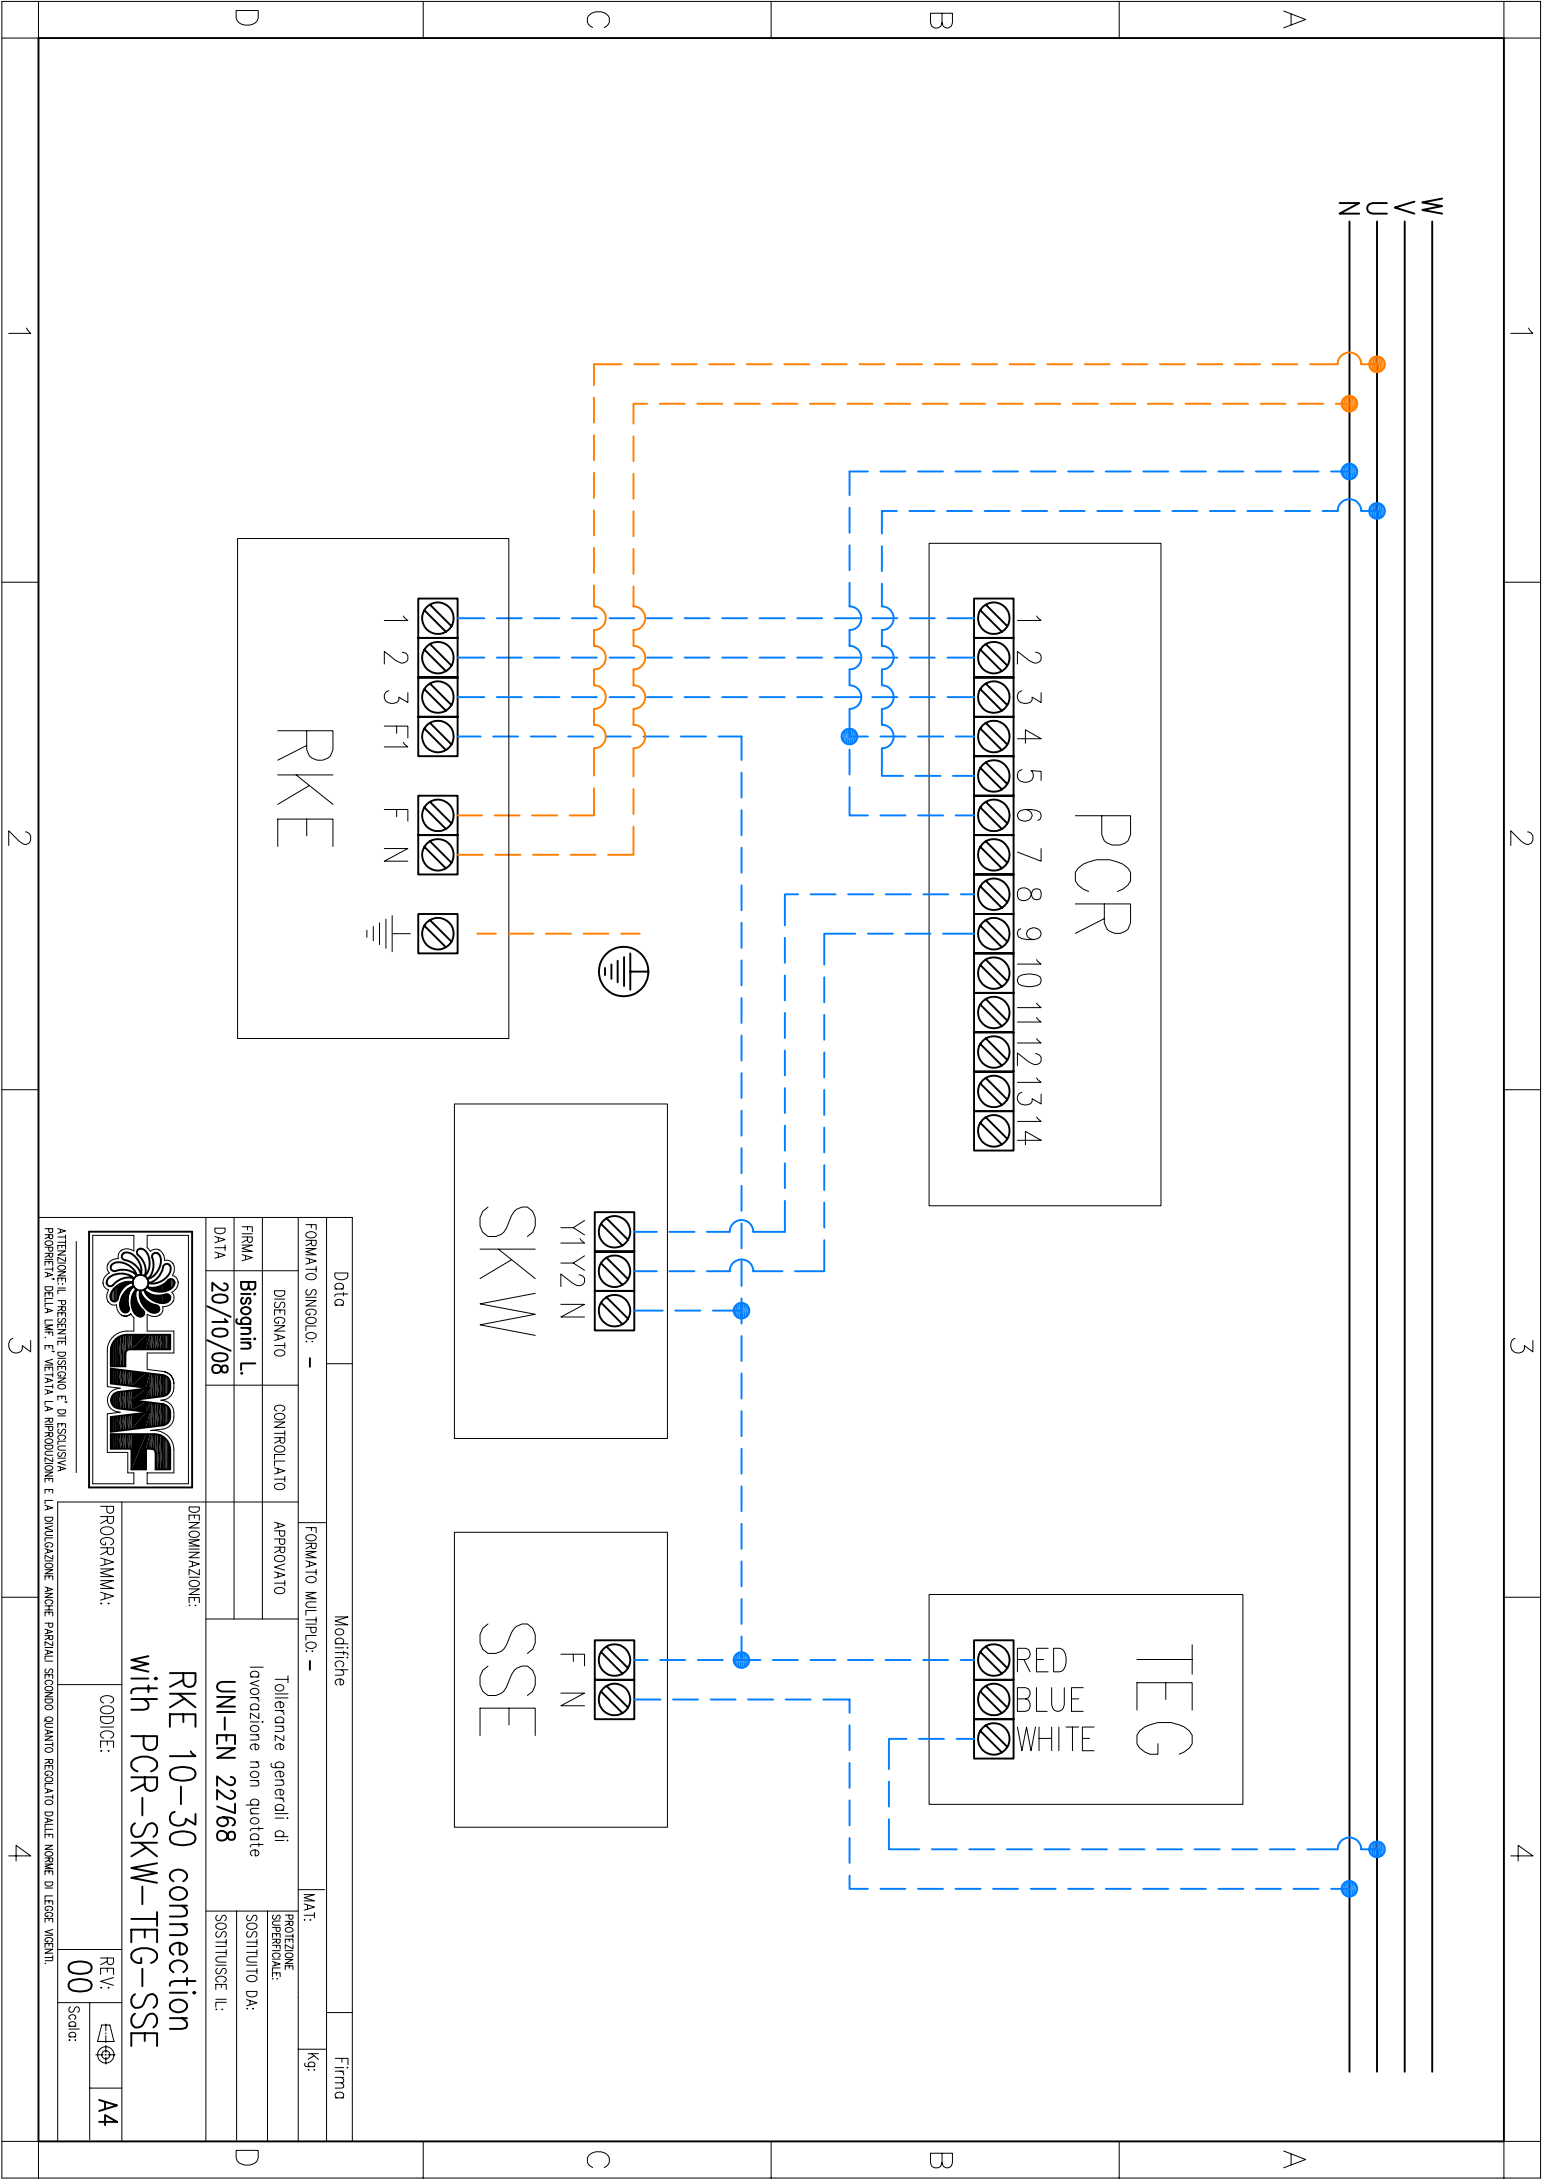 1 2 3 4
A
B
C
D
W
V
U
N
PCR
1 2 3 4 5 6 7 8 9 10 11 12 13 14
TEG
RED
BLUE
WHITE
RKE
1 2 3 F1 F N
SKW
Y1 Y2 N
SSE
F N
Data Modifiche Firma
FORMATO SINGOLO: - FORMATO MULTIPLO: - MAT: Kg:
DISEGNATO CONTROLLATO APPROVATO
FIRMA Bisognin L.
DATA 20/10/08
Tolleranze generali di
lavorazione non quotate
UNI-EN 22768
PROTEZIONE
SUPERFICIALE:
SOSTITUITO DA:
SOSTITUISCE IL:
LMF
DENOMINAZIONE:
RKE 10-30 connection
with PCR-SKW-TEG-SSE
PROGRAMMA: CODICE: REV:
00
A4
Scala:
ATTENZIONE:IL PRESENTE DISEGNO E' DI ESCLUSIVA
PROPRIETA' DELLA LMF. E' VIETATA LA RIPRODUZIONE E LA DIVULGAZIONE ANCHE PARZIALI SECONDO QUANTO REGOLATO DALLE NORME DI LEGGE VIGENTI.
A
B
C
D
1 2 3 4